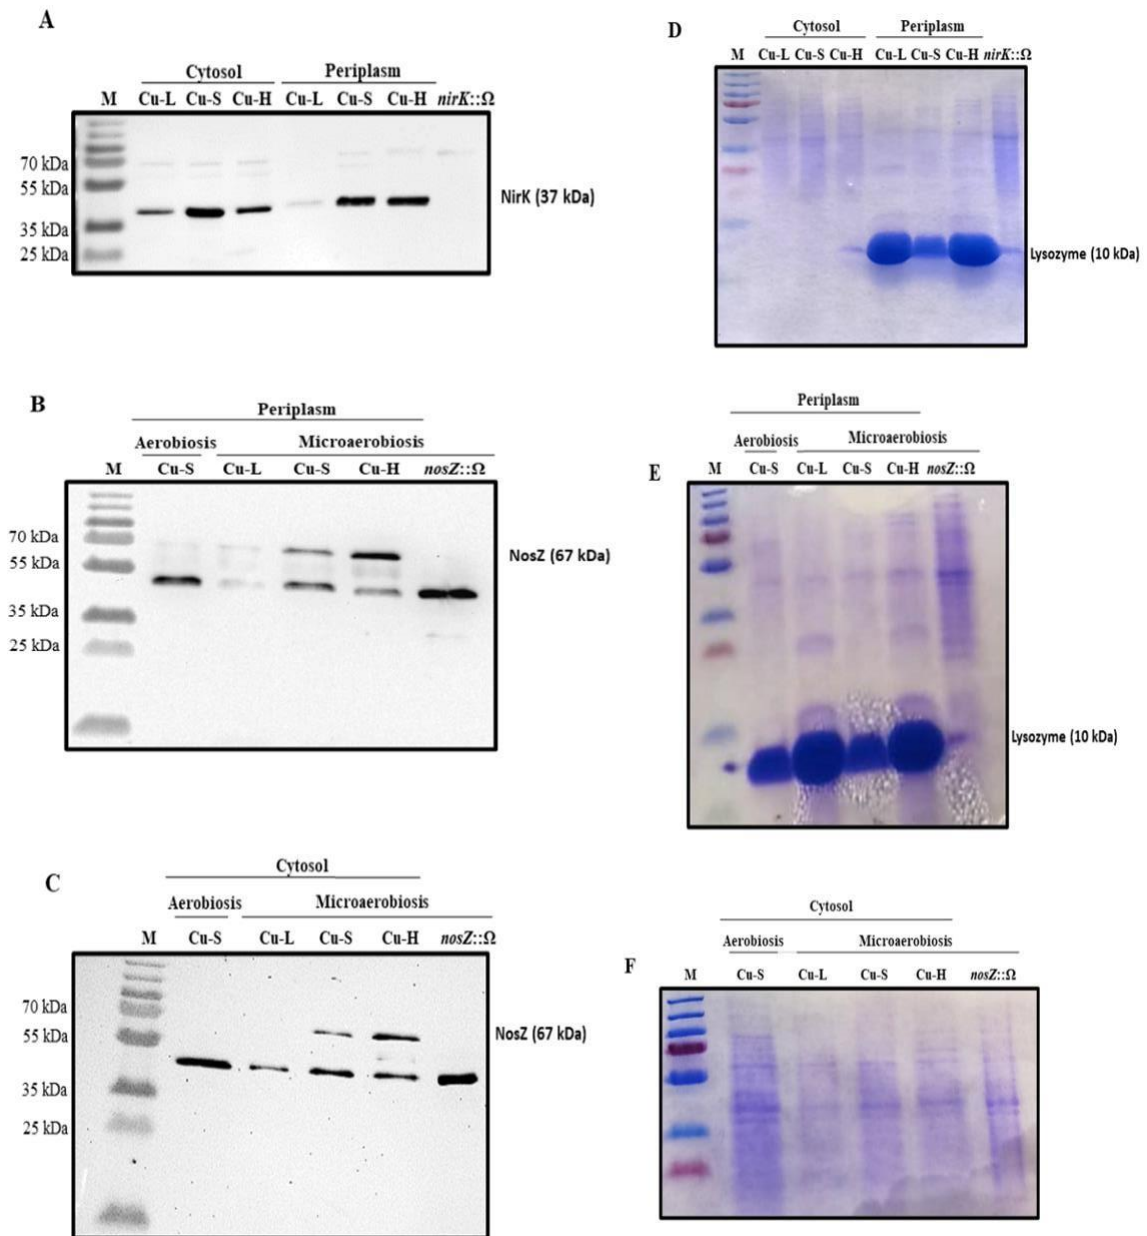 A
Cytosol Periplasm
M Cu-L Cu-S Cu-H Cu-L Cu-S Cu-H nirK::Ω
70 kDa
55 kDa
35 kDa
25 kDa
NirK (37 kDa)
D
Cytosol Periplasm
M Cu-L Cu-S Cu-H Cu-L Cu-S Cu-H nirK::Ω
Lysozyme (10 kDa)
B
Periplasm
Aerobiosis Microaerobiosis
M Cu-S Cu-L Cu-S Cu-H nosZ::Ω
70 kDa
55 kDa
35 kDa
25 kDa
NosZ (67 kDa)
E
Periplasm
Aerobiosis Microaerobiosis
M Cu-S Cu-L Cu-S Cu-H nosZ::Ω
Lysozyme (10 kDa)
C
Cytosol
Aerobiosis Microaerobiosis
M Cu-S Cu-L Cu-S Cu-H nosZ::Ω
70 kDa
55 kDa
35 kDa
25 kDa
NosZ (67 kDa)
F
Cytosol
Aerobiosis Microaerobiosis
M Cu-S Cu-L Cu-S Cu-H nosZ::Ω